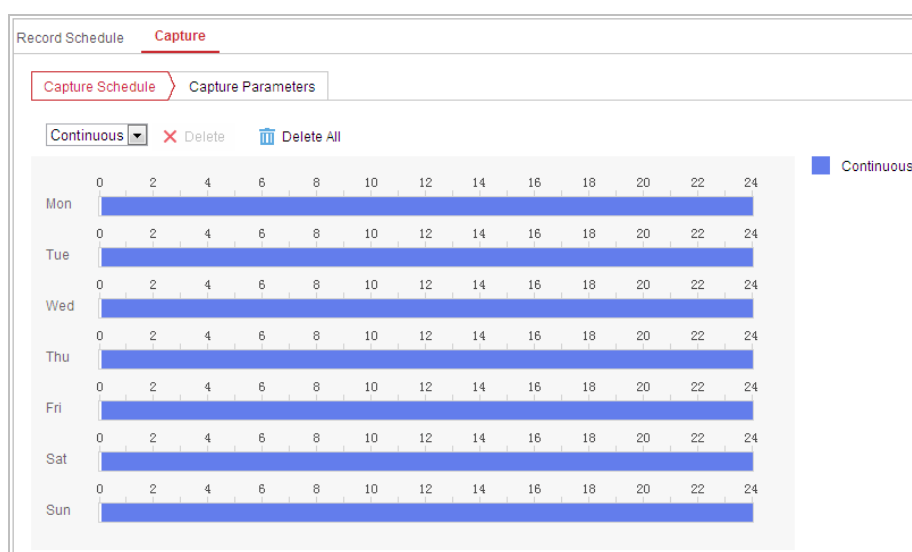 Record Schedule Capture
Capture Schedule Capture Parameters
Continuous Delete Delete All
Continuous
0 2 4 6 8 10 12 14 16 18 20 22 24
Mon
0 2 4 6 8 10 12 14 16 18 20 22 24
Tue
0 2 4 6 8 10 12 14 16 18 20 22 24
Wed
0 2 4 6 8 10 12 14 16 18 20 22 24
Thu
0 2 4 6 8 10 12 14 16 18 20 22 24
Fri
0 2 4 6 8 10 12 14 16 18 20 22 24
Sat
0 2 4 6 8 10 12 14 16 18 20 22 24
Sun